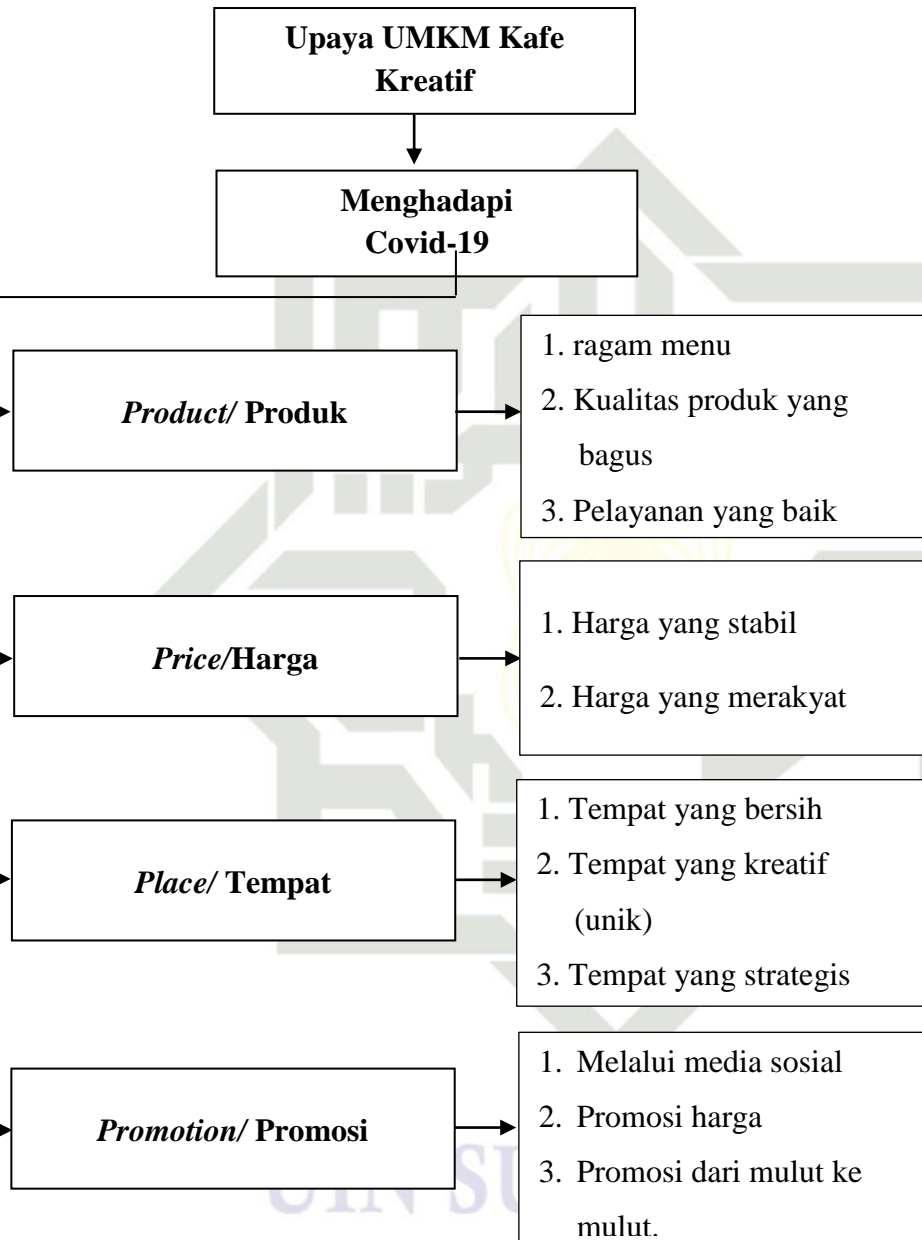 Upaya UMKM Kafe
Kreatif
Menghadapi
Covid-19
Product/ Produk
1. ragam menu
2. Kualitas produk yang
bagus
3. Pelayanan yang baik
Price/Harga
1. Harga yang stabil
2. Harga yang merakyat
Place/ Tempat
1. Tempat yang bersih
2. Tempat yang kreatif
(unik)
3. Tempat yang strategis
Promotion/ Promosi
1. Melalui media sosial
2. Promosi harga
3. Promosi dari mulut ke
mulut.
UIN SU